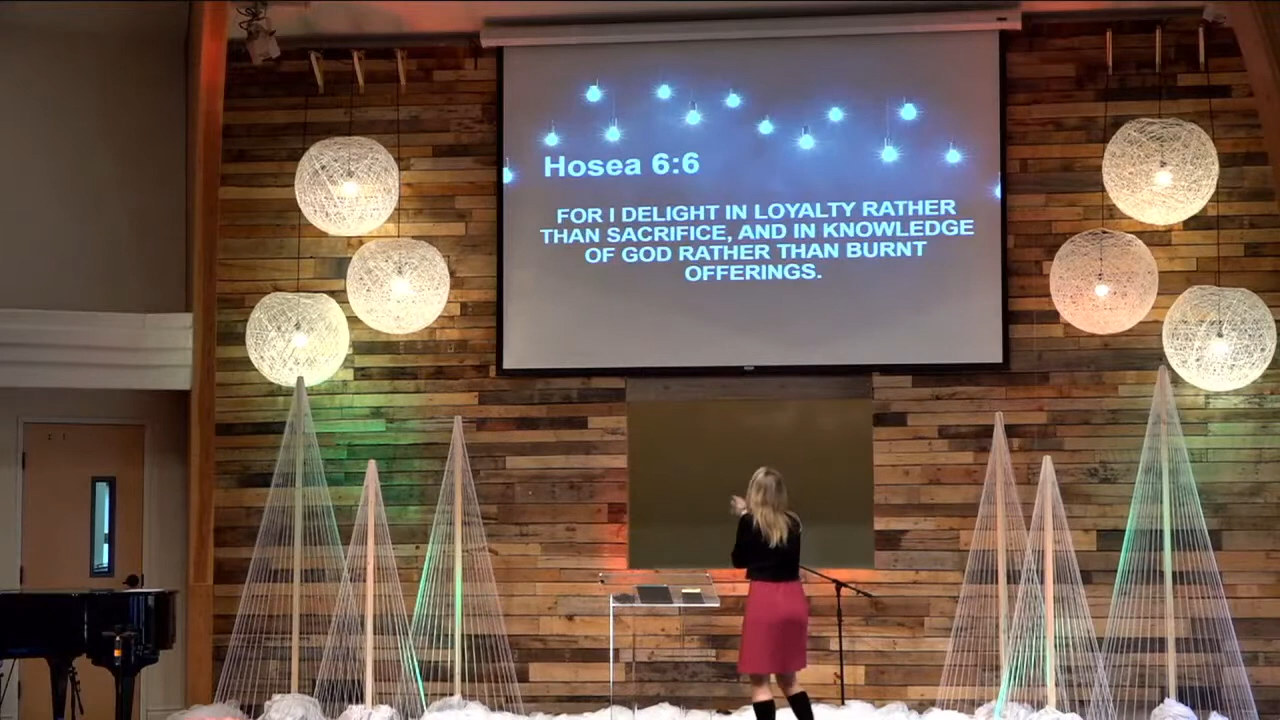 Hosea 6:6
FOR I DELIGHT IN LOYALTY RATHER
THAN SACRIFICE, AND IN KNOWLEDGE
OF GOD RATHER THAN BURNT
OFFERINGS.